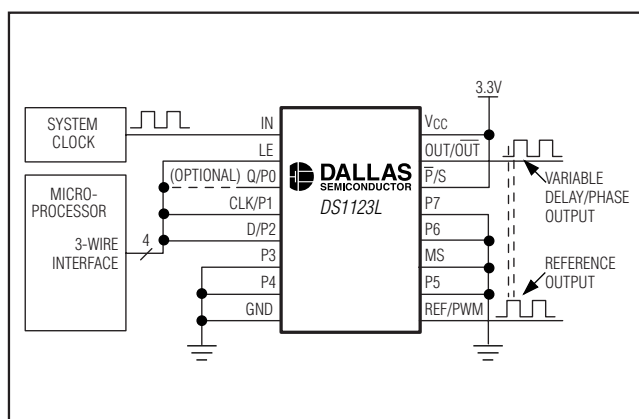 SYSTEM
CLOCK
MICRO-
PROCESSOR
3-WIRE
INTERFACE
4
(OPTIONAL)
IN
LE
Q/P0
CLK/P1
D/P2
P3
P4
GND
DALLAS
SEMICONDUCTOR
DS1123L
VCC
OUT/O̅U̅T̅
P̅/S
P7
P6
MS
P5
REF/PWM
3.3V
VARIABLE
DELAY/PHASE
OUTPUT
REFERENCE
OUTPUT